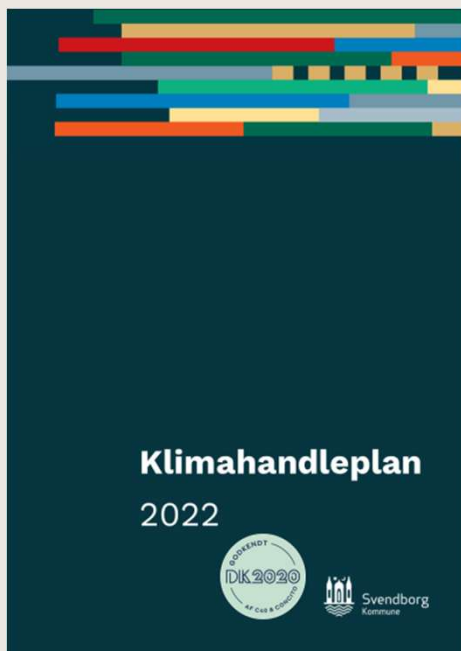 Klimahandleplan
2022
GODKENDT
DK2020
AF C40 & CONCITO
Svendborg
Kommune